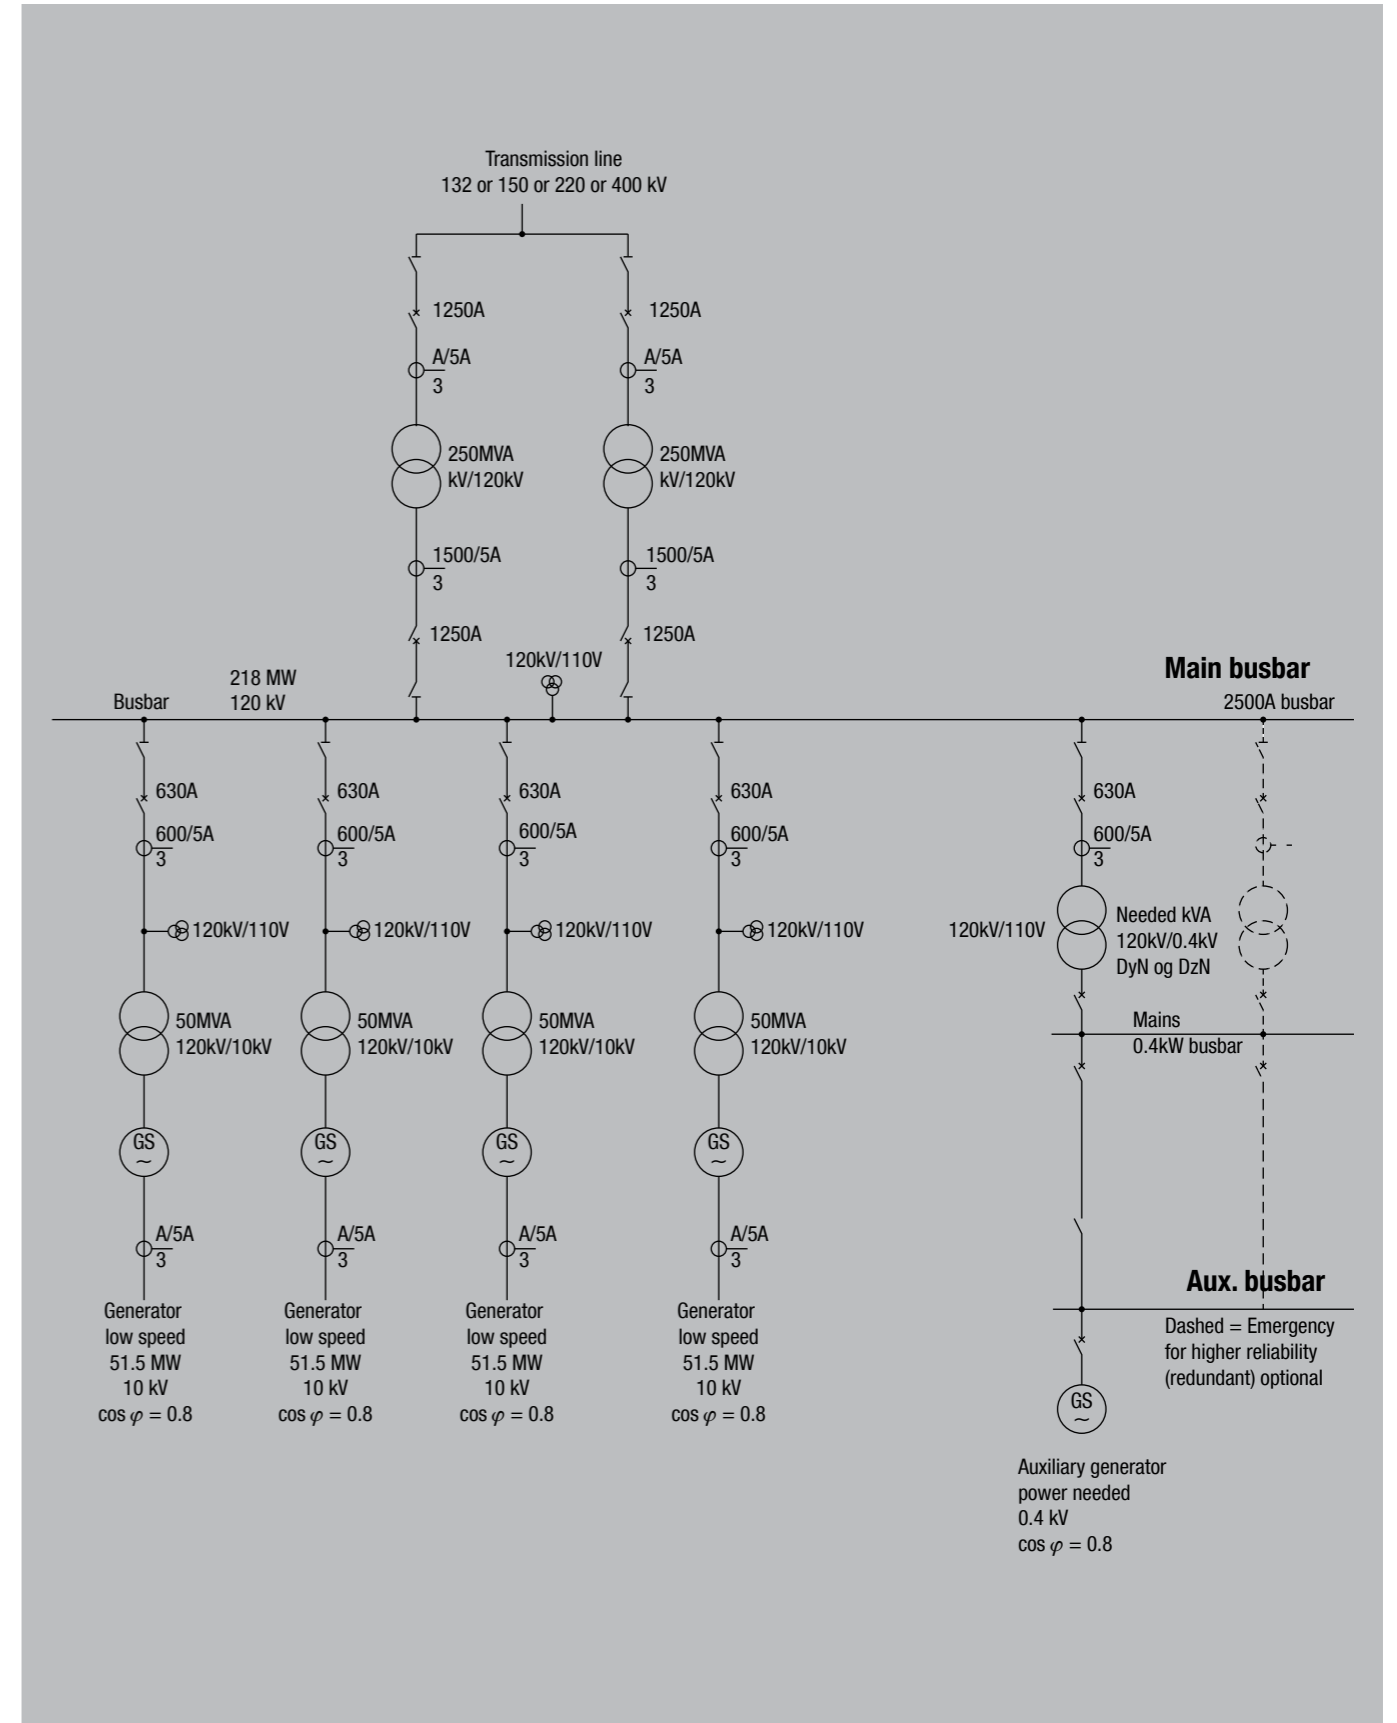 Transmission line
132 or 150 or 220 or 400 kV
1250A
1250A
A/5A
3
A/5A
3
250MVA
kV/120kV
250MVA
kV/120kV
1500/5A
3
1500/5A
3
1250A
1250A
120kV/110V
218 MW
120 kV
Busbar
Main busbar
2500A busbar
630A
630A
630A
630A
630A
600/5A
3
600/5A
3
600/5A
3
600/5A
3
600/5A
3
120kV/110V
120kV/110V
120kV/110V
120kV/110V
120kV/110V
Needed kVA
120kV/0.4kV
DyN og DzN
50MVA
120kV/10kV
50MVA
120kV/10kV
50MVA
120kV/10kV
50MVA
120kV/10kV
Mains
0.4kW busbar
GS
~
GS
~
GS
~
GS
~
A/5A
3
A/5A
3
A/5A
3
A/5A
3
Generator
low speed
51.5 MW
10 kV
cos φ = 0.8
Generator
low speed
51.5 MW
10 kV
cos φ = 0.8
Generator
low speed
51.5 MW
10 kV
cos φ = 0.8
Generator
low speed
51.5 MW
10 kV
cos φ = 0.8
Aux. busbar
Dashed = Emergency
for higher reliability
(redundant) optional
GS
~
Auxiliary generator
power needed
0.4 kV
cos φ = 0.8